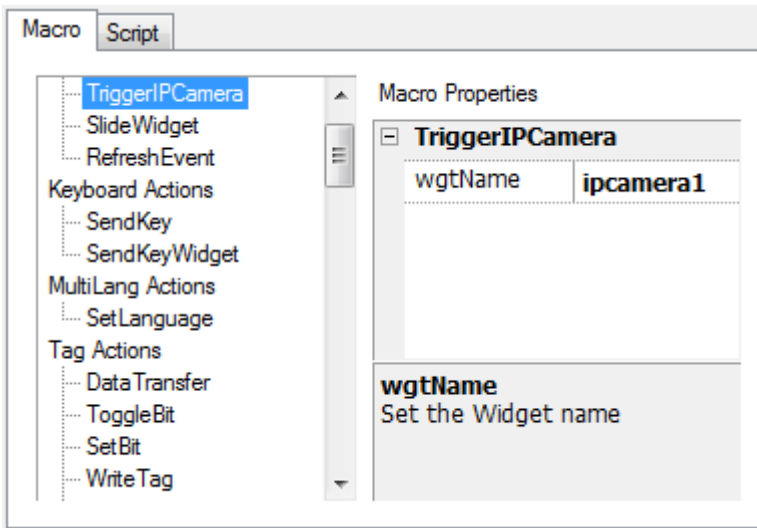 Macro
Script
TriggerIPCamera
SlideWidget
RefreshEvent
Keyboard Actions
SendKey
SendKeyWidget
MultiLang Actions
SetLanguage
Tag Actions
DataTransfer
ToggleBit
SetBit
WriteTag
Macro Properties
TriggerIPCamera
wgtName ipcamera1
wgtName
Set the Widget name